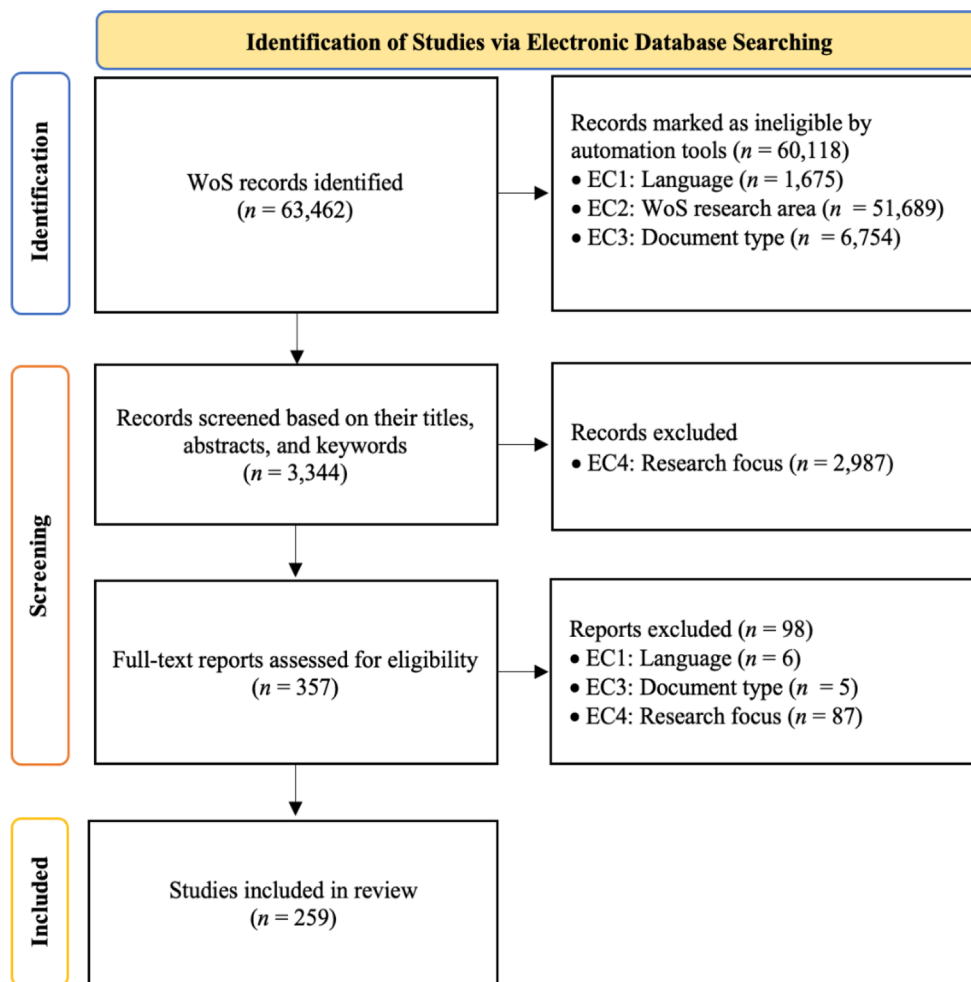 Identification of Studies via Electronic Database Searching
Identification
WoS records identified
(n = 63,462)
Records marked as ineligible by
automation tools (n = 60,118)
• EC1: Language (n = 1,675)
• EC2: WoS research area (n = 51,689)
• EC3: Document type (n = 6,754)
Screening
Records screened based on their titles,
abstracts, and keywords
(n = 3,344)
Records excluded
• EC4: Research focus (n = 2,987)
Full-text reports assessed for eligibility
(n = 357)
Reports excluded (n = 98)
• EC1: Language (n = 6)
• EC3: Document type (n = 5)
• EC4: Research focus (n = 87)
Included
Studies included in review
(n = 259)